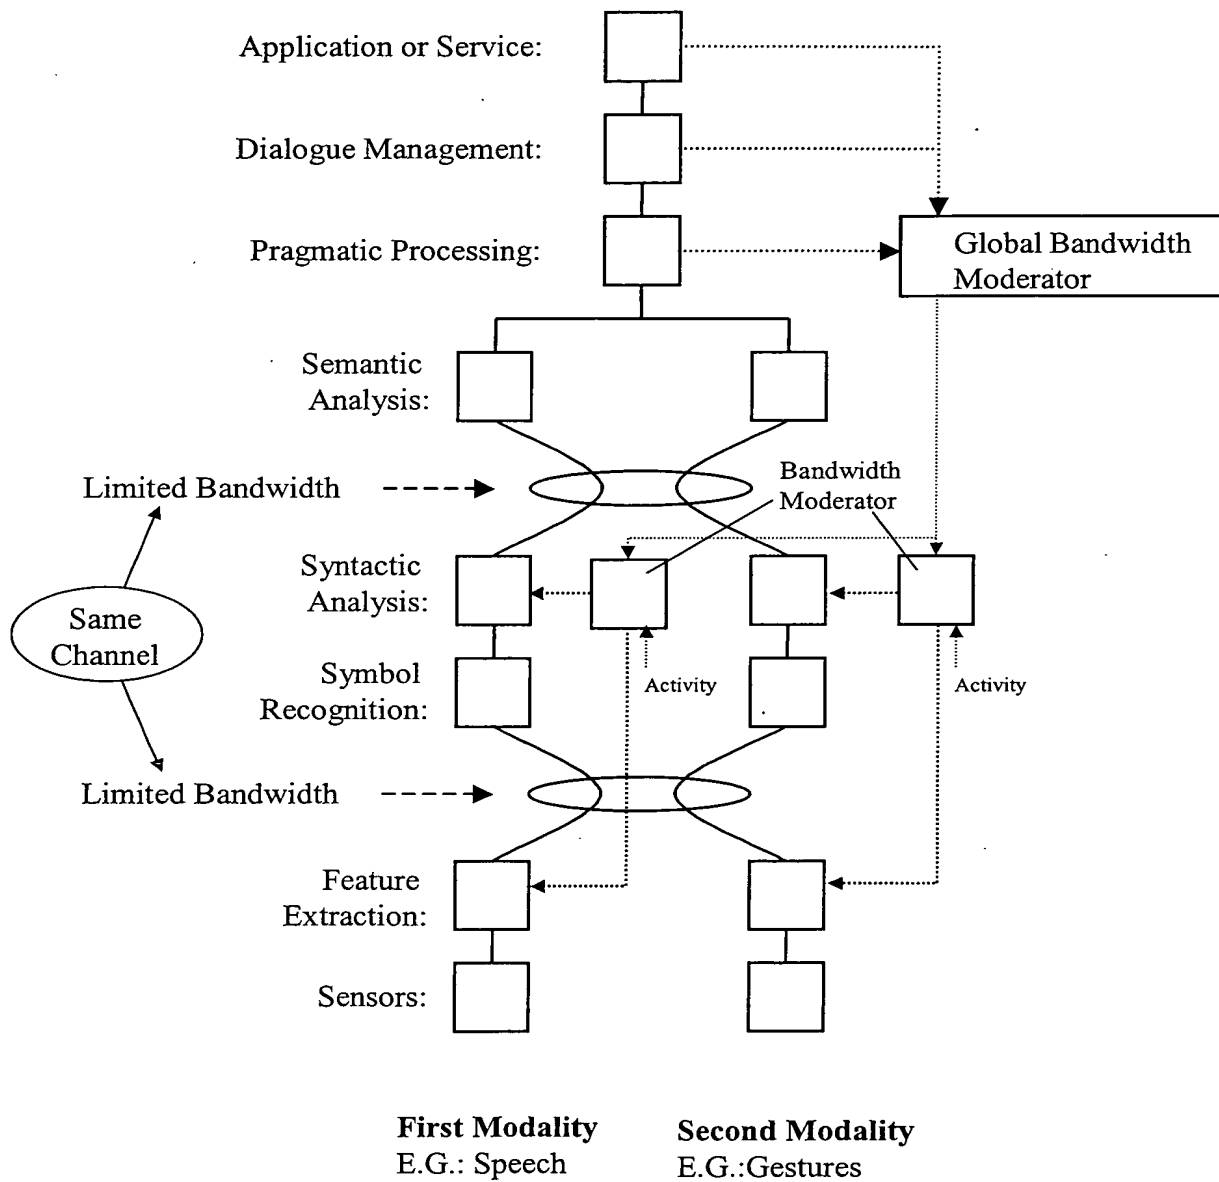 Application or Service:
Dialogue Management:
Pragmatic Processing:
Global Bandwidth
Moderator
Semantic
Analysis:
Bandwidth
Moderator
Limited Bandwidth
Syntactic
Analysis:
Same
Channel
Symbol
Recognition:
Activity
Activity
Limited Bandwidth
Feature
Extraction:
Sensors:
First Modality
E.G.: Speech
Second Modality
E.G.:Gestures